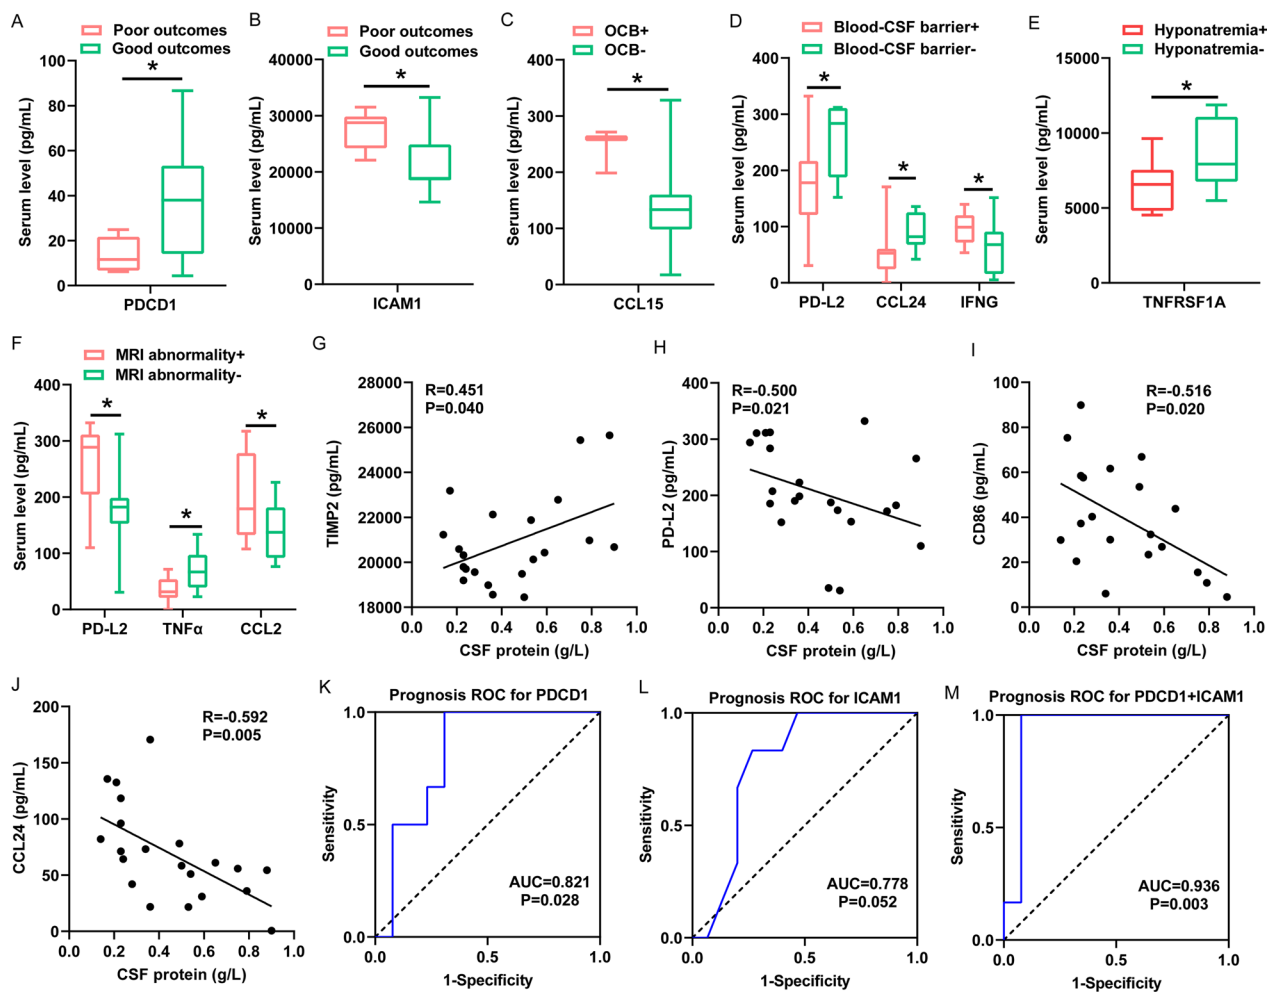 A
Poor outcomes
Good outcomes
*
Serum level (pg/mL)
100
80
60
40
20
0
PDCD1
B
Poor outcomes
Good outcomes
*
Serum level (pg/mL)
40000
30000
20000
10000
0
ICAM1
C
OCB+
OCB-
*
Serum level (pg/mL)
400
300
200
100
0
CCL15
D
Blood-CSF barrier+
Blood-CSF barrier-
* * *
Serum level (pg/mL)
400
300
200
100
0
PD-L2 CCL24 IFNG
E
Hyponatremia+
Hyponatremia-
*
Serum level (pg/mL)
15000
10000
5000
0
TNFRSF1A
F
MRI abnormality+
MRI abnormality-
* * *
Serum level (pg/mL)
400
300
200
100
0
PD-L2 TNFα CCL2
G
R=0.451
P=0.040
TIMP2 (pg/mL)
28000
26000
24000
22000
20000
18000
0.0 0.2 0.4 0.6 0.8 1.0
CSF protein (g/L)
H
R=-0.500
P=0.021
PD-L2 (pg/mL)
400
300
200
100
0
0.0 0.2 0.4 0.6 0.8 1.0
CSF protein (g/L)
I
R=-0.516
P=0.020
CD86 (pg/mL)
100
80
60
40
20
0
0.0 0.2 0.4 0.6 0.8 1.0
CSF protein (g/L)
J
R=-0.592
P=0.005
CCL24 (pg/mL)
200
150
100
50
0
0.0 0.2 0.4 0.6 0.8 1.0
CSF protein (g/L)
K
Prognosis ROC for PDCD1
Sensitivity
1.0
0.5
0.0
AUC=0.821
P=0.028
0.0 0.5 1.0
1-Specificity
L
Prognosis ROC for ICAM1
Sensitivity
1.0
0.5
0.0
AUC=0.778
P=0.052
0.0 0.5 1.0
1-Specificity
M
Prognosis ROC for PDCD1+ICAM1
Sensitivity
1.0
0.5
0.0
AUC=0.936
P=0.003
0.0 0.5 1.0
1-Specificity